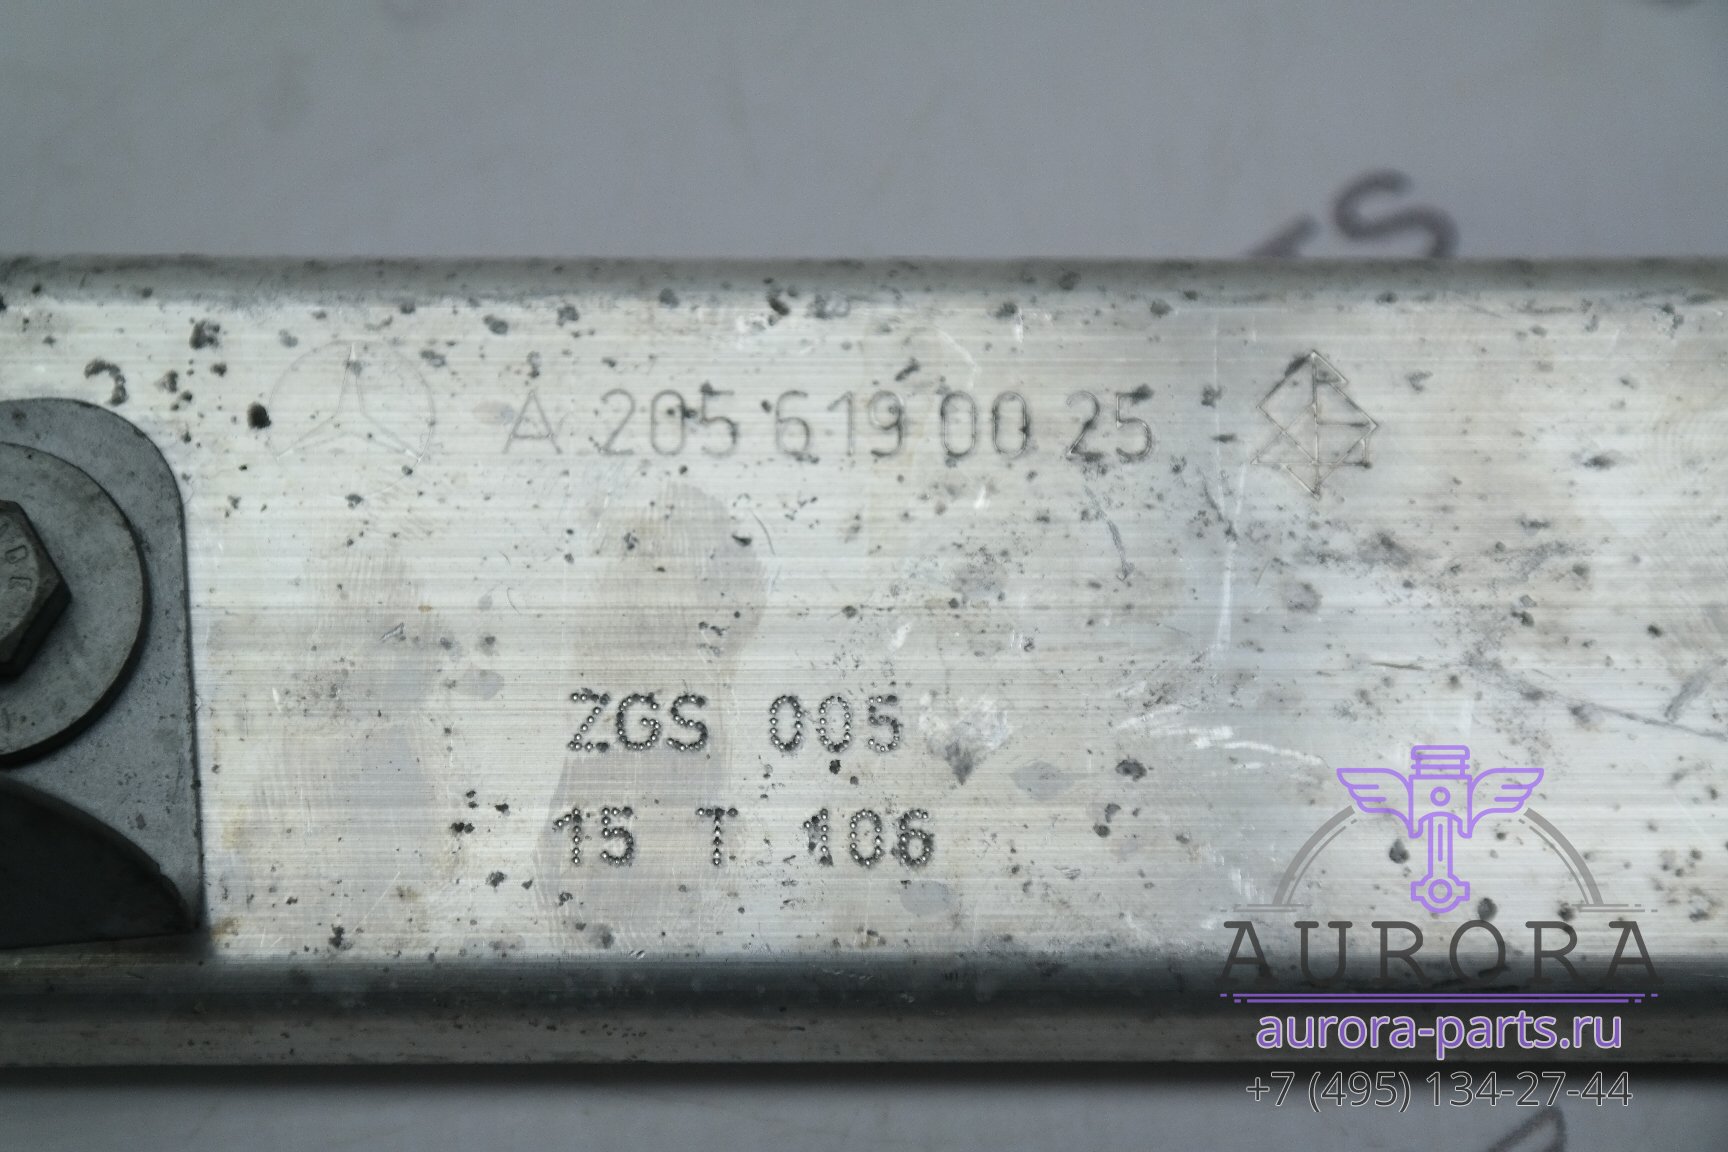 A 205 619 00 25
ZGS 005
15 T 106
AURORA
aurora-parts.ru
+7 (495) 134-27-44